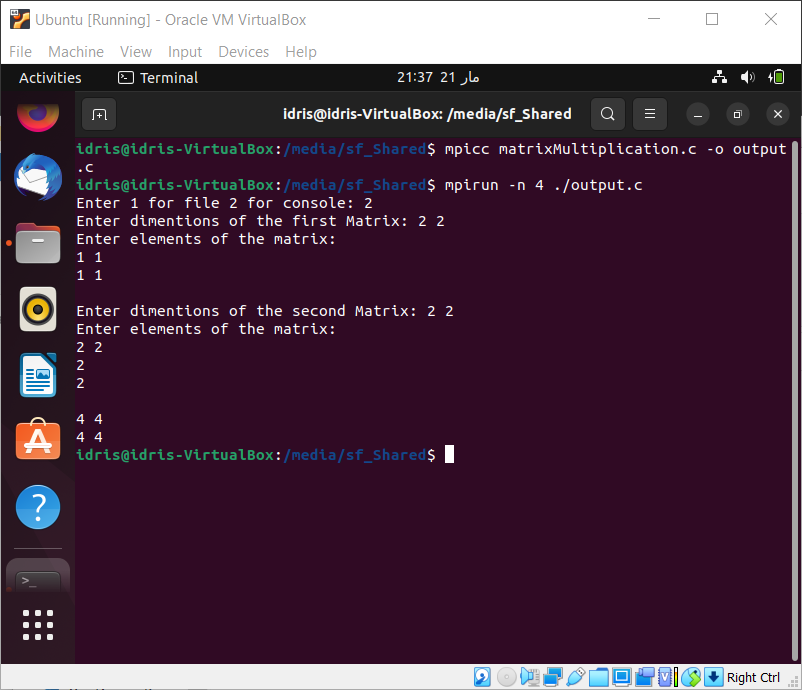 Ubuntu [Running] - Oracle VM VirtualBox
File Machine View Input Devices Help
Activities Terminal 21:37 21 مار
idris@idris-VirtualBox: /media/sf_Shared
idris@idris-VirtualBox:/media/sf_Shared$ mpicc matrixMultiplication.c -o output
.c
idris@idris-VirtualBox:/media/sf_Shared$ mpirun -n 4 ./output.c
Enter 1 for file 2 for console: 2
Enter dimentions of the first Matrix: 2 2
Enter elements of the matrix:
1 1
1 1
Enter dimentions of the second Matrix: 2 2
Enter elements of the matrix:
2 2
2
2
4 4
4 4
idris@idris-VirtualBox:/media/sf_Shared$
Right Ctrl